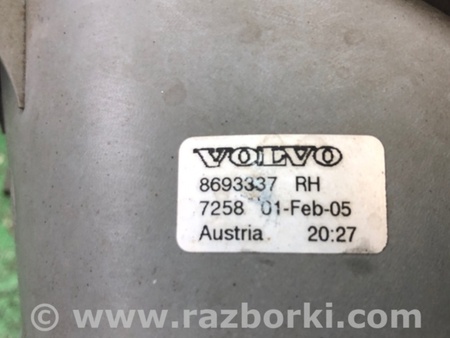 VOLVO
8693337 RH
7258 01-Feb-05
Austria 20:27
© www.razborki.com